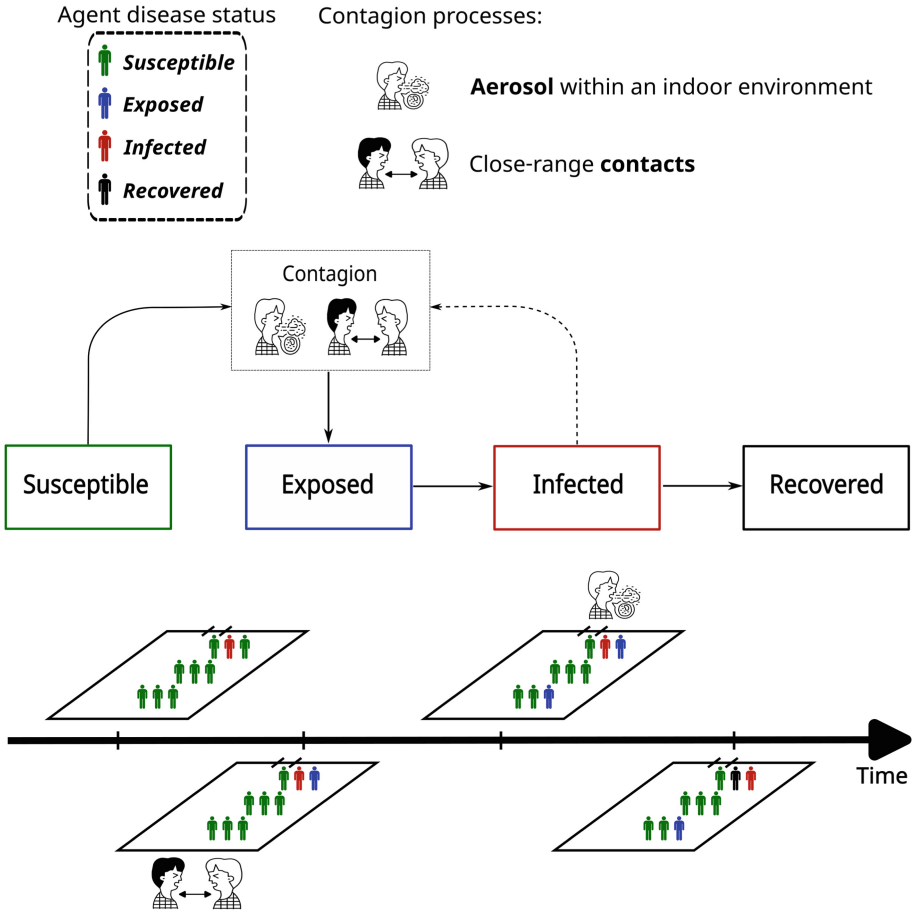 Agent disease status
Susceptible
Exposed
Infected
Recovered
Contagion processes:
Aerosol within an indoor environment
Close-range contacts
Contagion
Susceptible
Exposed
Infected
Recovered
Time